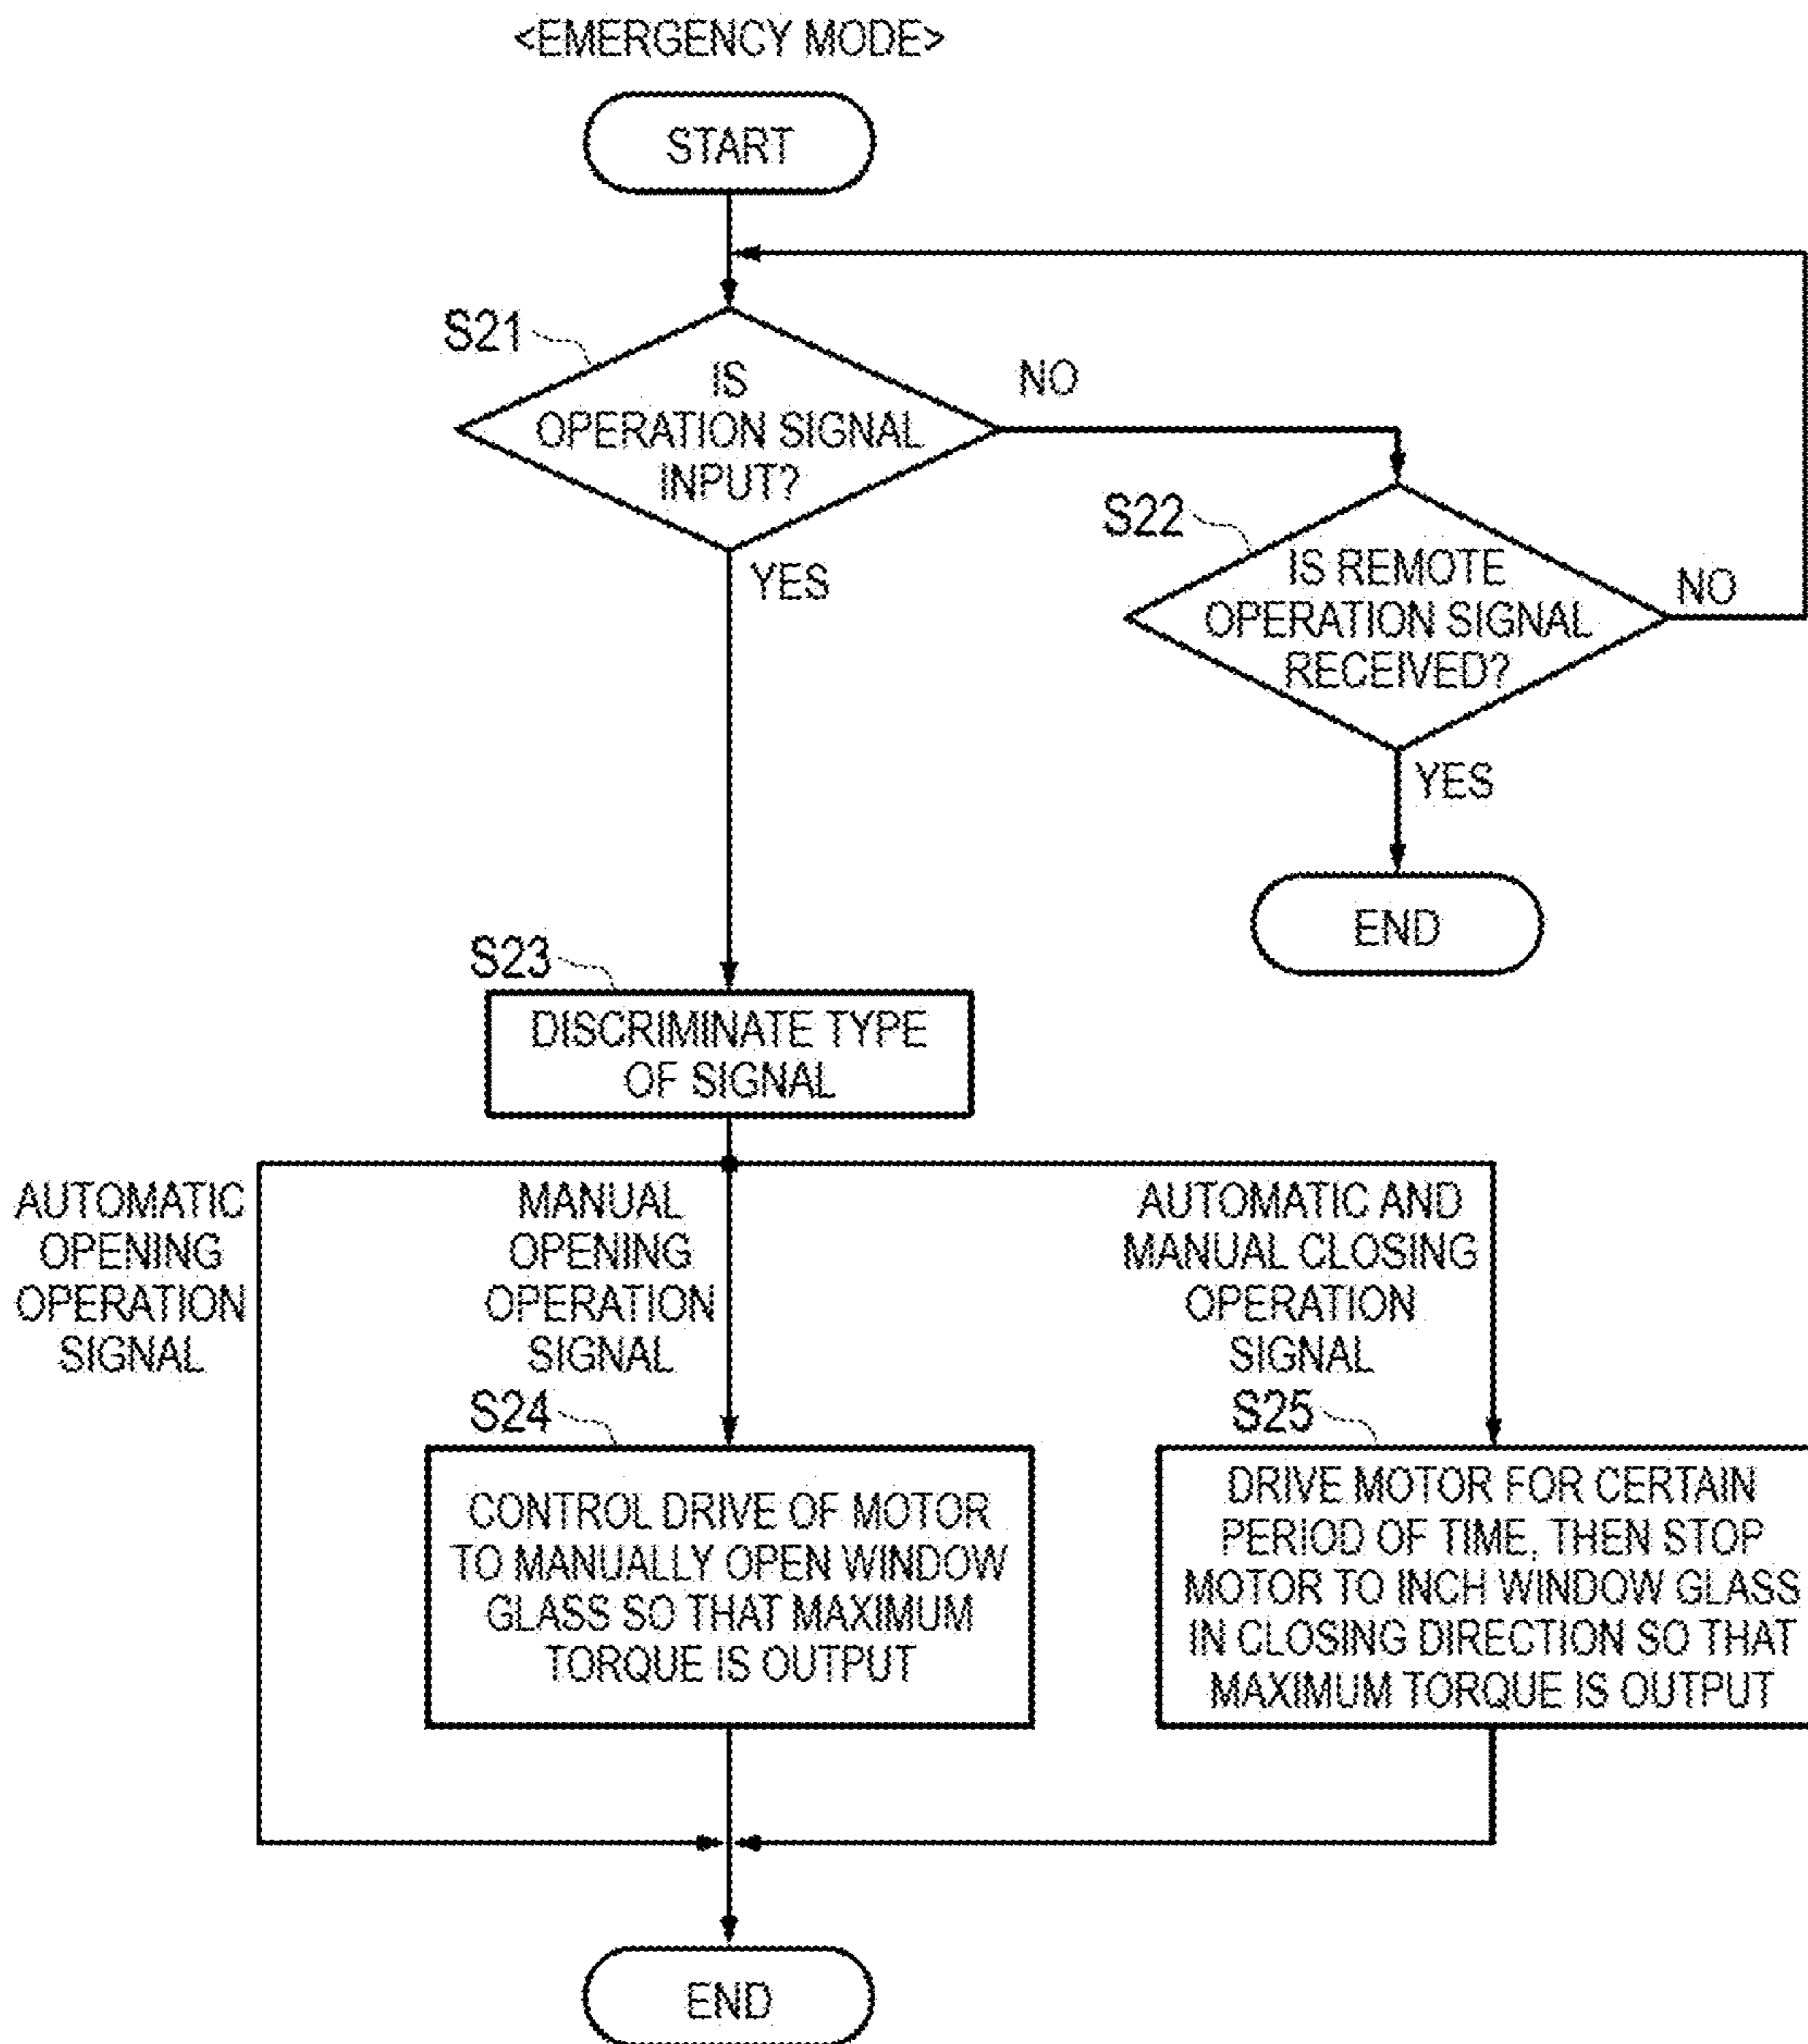 <EMERGENCY MODE>
START
S21
IS
OPERATION SIGNAL
INPUT?
NO
YES
S22
IS REMOTE
OPERATION SIGNAL
RECEIVED?
NO
YES
END
S23
DISCRIMINATE TYPE
OF SIGNAL
AUTOMATIC
OPENING
OPERATION
SIGNAL
MANUAL
OPENING
OPERATION
SIGNAL
AUTOMATIC AND
MANUAL CLOSING
OPERATION
SIGNAL
S24
CONTROL DRIVE OF MOTOR
TO MANUALLY OPEN WINDOW
GLASS SO THAT MAXIMUM
TORQUE IS OUTPUT
S25
DRIVE MOTOR FOR CERTAIN
PERIOD OF TIME, THEN STOP
MOTOR TO INCH WINDOW GLASS
IN CLOSING DIRECTION SO THAT
MAXIMUM TORQUE IS OUTPUT
END